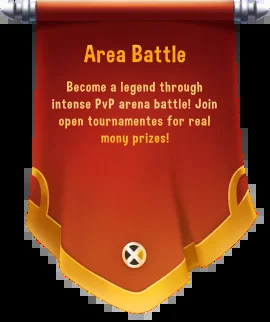 Area Battle
Become a legend through
intense PvP arena battle! Join
open tournamentes for real
mony prizes!